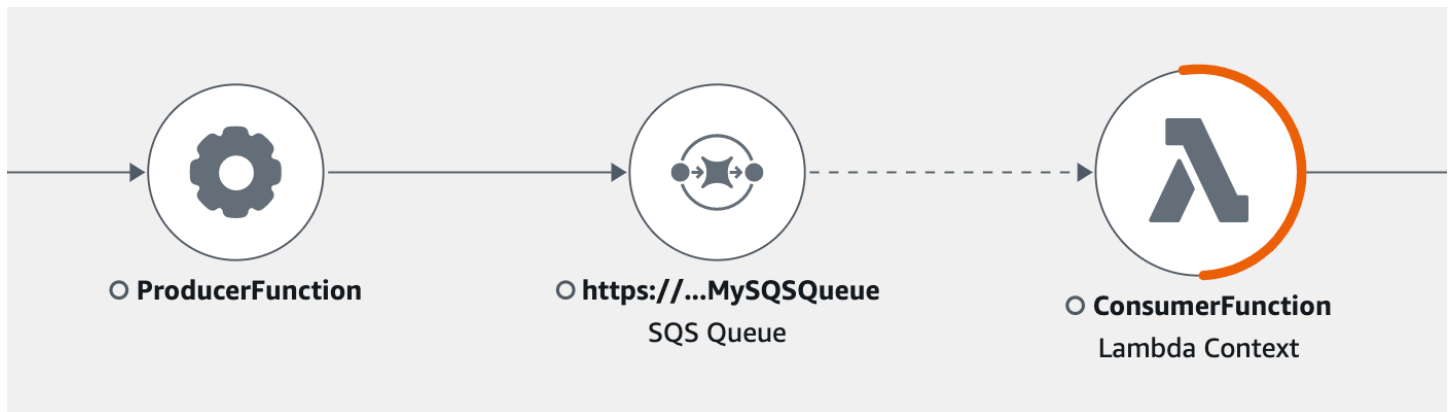 ProducerFunction
https://...MySQSQueue
SQS Queue
ConsumerFunction
Lambda Context